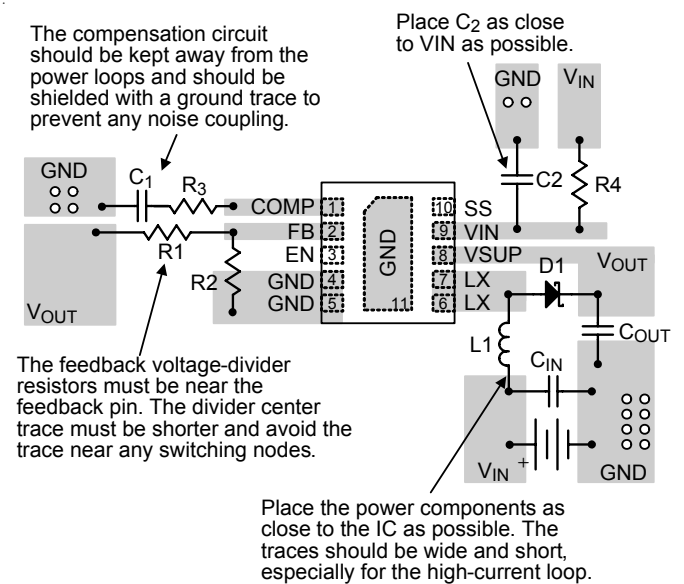 The compensation circuit
should be kept away from the
power loops and should be
shielded with a ground trace to
prevent any noise coupling.
Place C2 as close
to VIN as possible.
GND
VIN
GND
C1
R3
C2
R4
COMP 1
10 SS
FB 2
9 VIN
R1
EN 3
8 VSUP
GND
D1
VOUT
R2
GND 4
7 LX
GND 5
11
6 LX
VOUT
COUT
L1
CIN
The feedback voltage-divider
resistors must be near the
feedback pin. The divider center
trace must be shorter and avoid the
trace near any switching nodes.
VIN
+
GND
Place the power components as
close to the IC as possible. The
traces should be wide and short,
especially for the high-current loop.